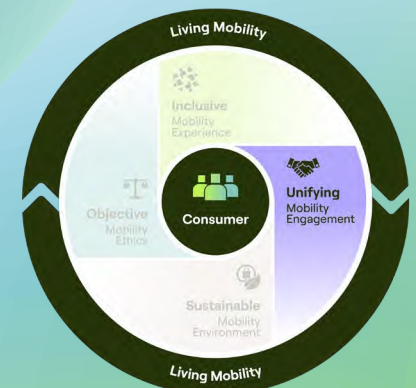 Living Mobility
Inclusive
Mobility
Experience
Objective
Mobility
Ethics
Consumer
Unifying
Mobility
Engagement
Sustainable
Mobility
Environment
Living Mobility